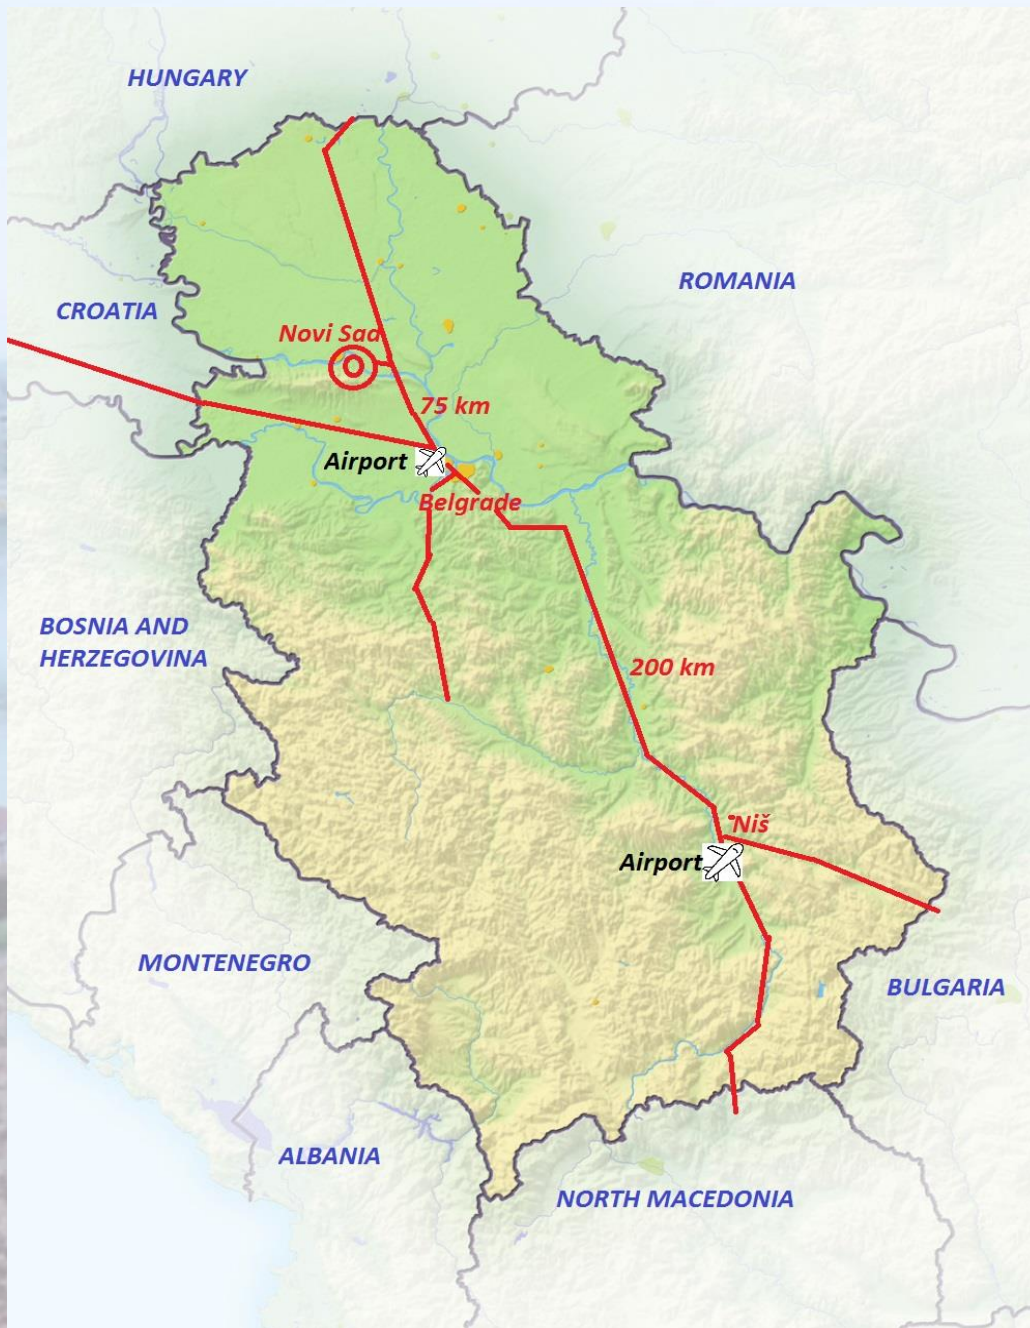 HUNGARY
ROMANIA
CROATIA
Novi Sad
75 km
Airport
Belgrade
BOSNIA AND
HERZEGOVINA
200 km
Niš
Airport
MONTENEGRO
BULGARIA
ALBANIA
NORTH MACEDONIA